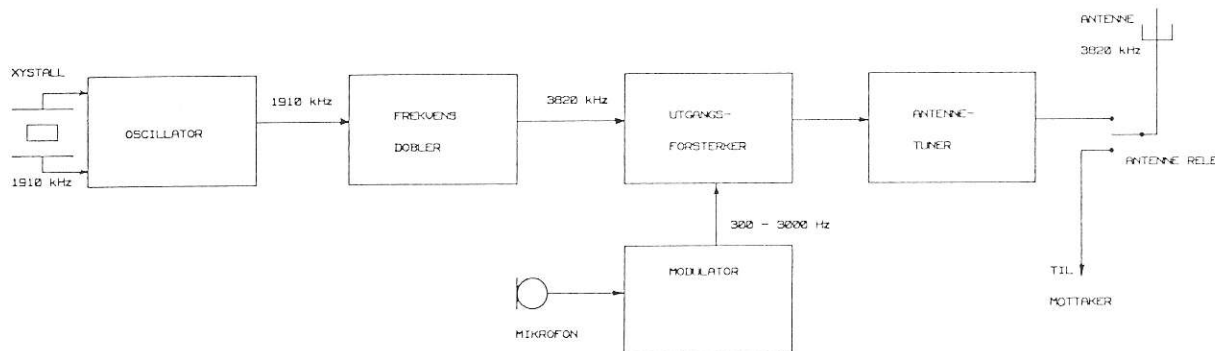 ANTENNE
3820 kHz
XYSTALL
1910 kHz
OSCILLATOR
1910 kHz
FREKVENS
DOBLER
3820 kHz
UTGANGS-
FORSTERKER
ANTENNE-
TUNER
ANTENNE RELE
300 - 3000 Hz
MODULATOR
MIKROFON
TIL
MOTTAKER